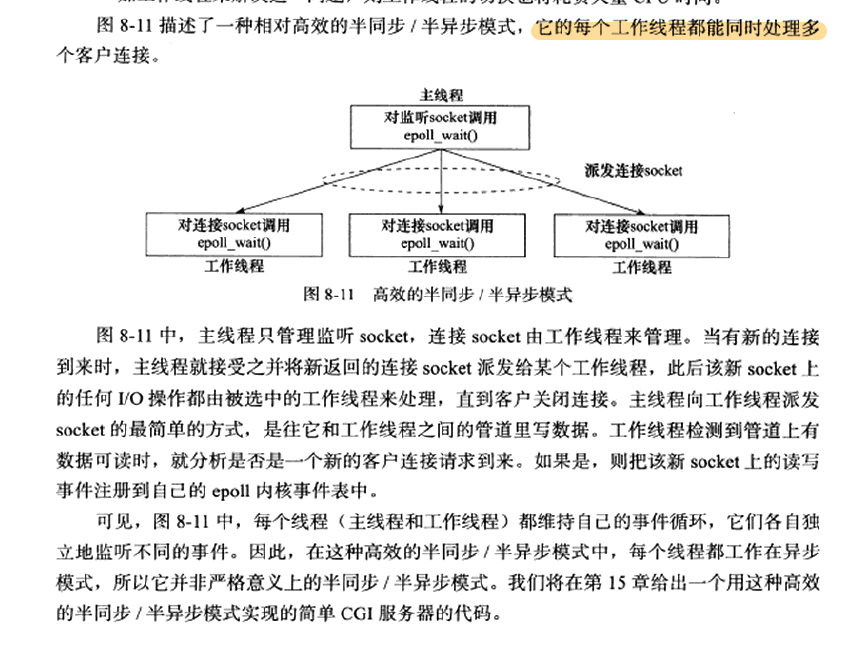 图 8-11 描述了一种相对高效的半同步 / 半异步模式，它的每个工作线程都能同时处理多
个客户连接。
主线程
对监听socket调用
epoll_wait()
派发连接socket
对连接socket调用
epoll_wait()
工作线程
对连接socket调用
epoll_wait()
工作线程
对连接socket调用
epoll_wait()
工作线程
图 8-11 高效的半同步 / 半异步模式
图 8-11 中，主线程只管理监听 socket，连接 socket 由工作线程来管理。当有新的连接
到来时，主线程就接受之并将新返回的连接 socket 派发给某个工作线程，此后该新 socket 上
的任何 I/O 操作都由被选中的工作线程来处理，直到客户关闭连接。主线程向工作线程派发
socket 的最简单的方式，是往它和工作线程之间的管道里写数据。工作线程检测到管道上有
数据可读时，就分析是否是一个新的客户连接请求到来。如果是，则把该新 socket 上的读写
事件注册到自己的 epoll 内核事件表中。
可见，图 8-11 中，每个线程（主线程和工作线程）都维持自己的事件循环，它们各自独
立地监听不同的事件。因此，在这种高效的半同步 / 半异步模式中，每个线程都工作在异步
模式，所以它并非严格意义上的半同步 / 半异步模式。我们将在第 15 章给出一个用这种高效
的半同步 / 半异步模式实现的简单 CGI 服务器的代码。